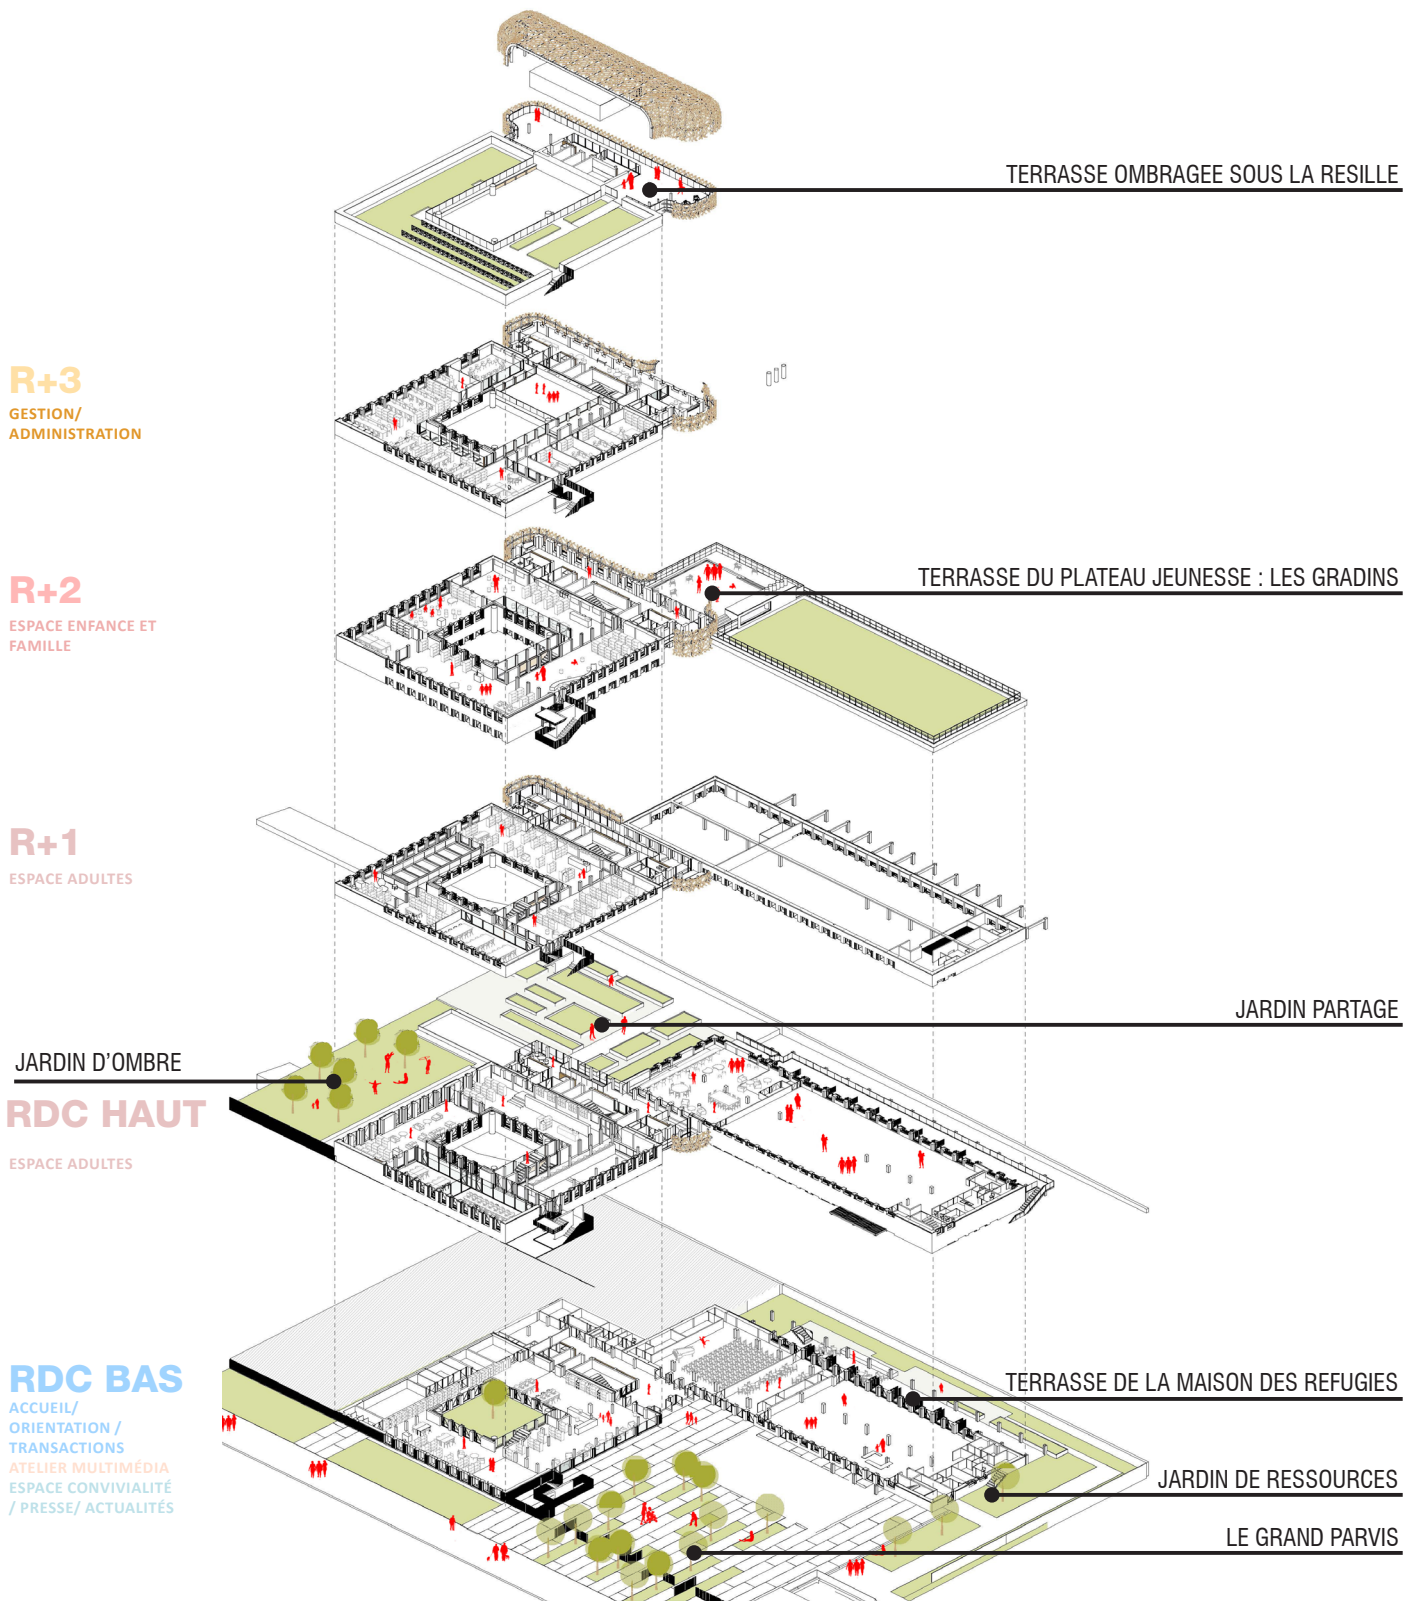 TERRASSE OMBRAGEE SOUS LA RESILLE
R+3
GESTION/
ADMINISTRATION
R+2
ESPACE ENFANCE ET
FAMILLE
TERRASSE DU PLATEAU JEUNESSE : LES GRADINS
R+1
ESPACE ADULTES
JARDIN PARTAGE
JARDIN D'OMBRE
RDC HAUT
ESPACE ADULTES
RDC BAS
ACCUEIL/
ORIENTATION /
TRANSACTIONS
ATELIER MULTIMÉDIA
ESPACE CONVIVIALITÉ
/ PRESSE/ ACTUALITÉS
TERRASSE DE LA MAISON DES REFUGIES
JARDIN DE RESSOURCES
LE GRAND PARVIS